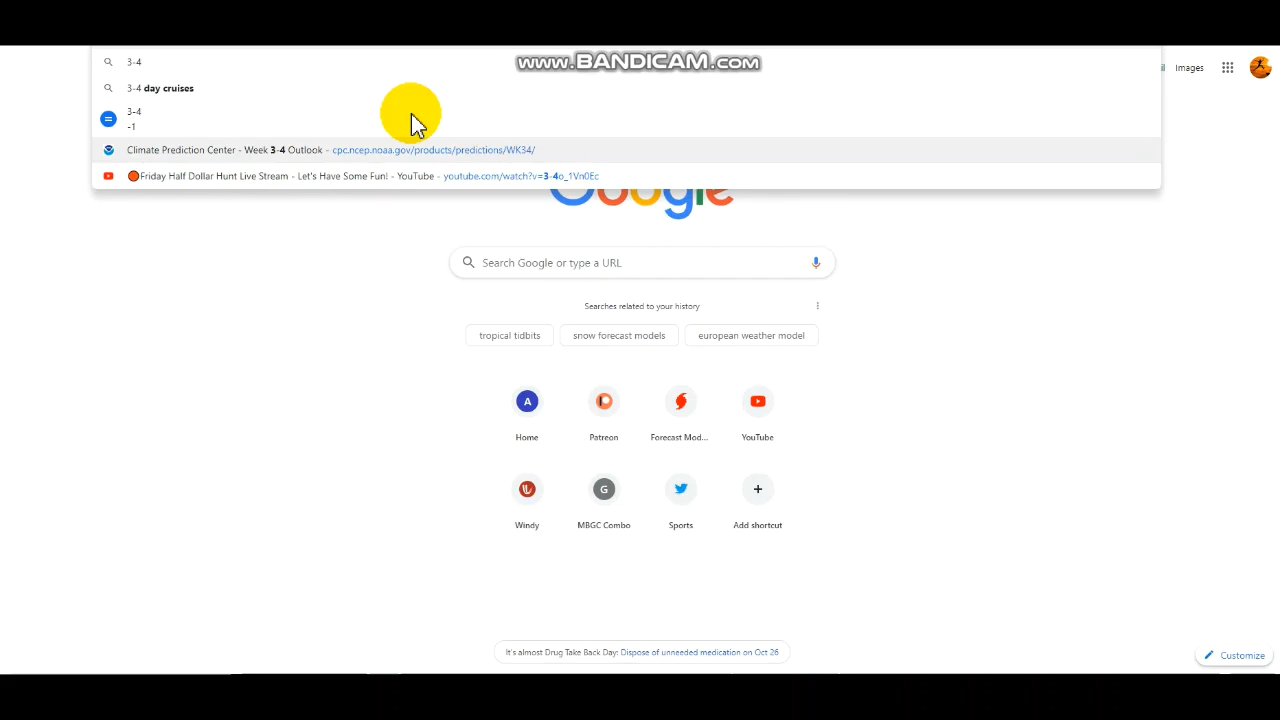 3-4
www.BANDICAM.com
Images
3-4 day cruises
3-4
-1
Climate Prediction Center - Week 3-4 Outlook - cpc.ncep.noaa.gov/products/predictions/WK34/
Friday Half Dollar Hunt Live Stream - Let's Have Some Fun! - YouTube - youtube.com/watch?v=3-4o_1Vn0Ec
Google
Search Google or type a URL
Searches related to your history
tropical tidbits
snow forecast models
european weather model
A
Home
Patreon
Forecast Mod...
YouTube
G
Windy
MBGC Combo
Sports
Add shortcut
It's almost Drug Take Back Day: Dispose of unneeded medication on Oct 26
Customize